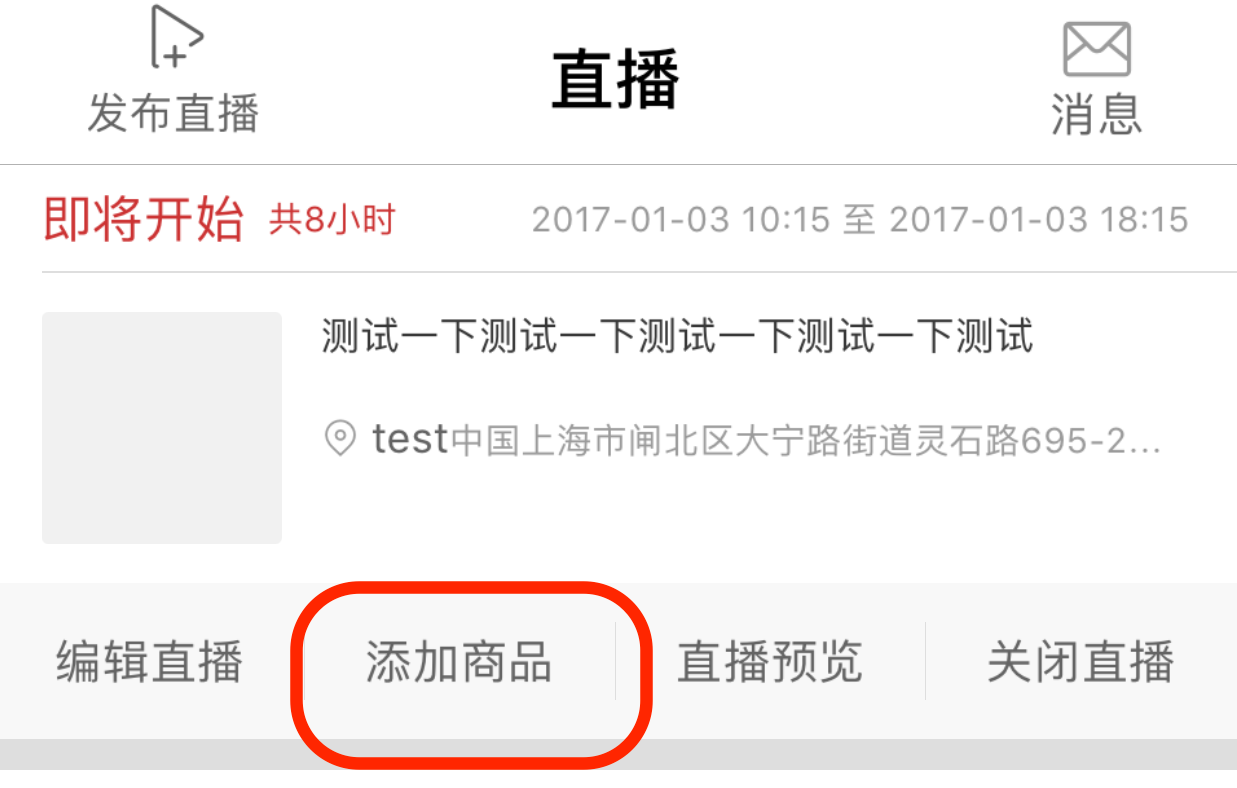 直播
发布直播
消息
即将开始 共8小时 2017-01-03 10:15 至 2017-01-03 18:15
测试一下测试一下测试一下测试一下测试
test中国上海市闸北区大宁路街道灵石路695-2...
编辑直播 添加商品 直播预览 关闭直播